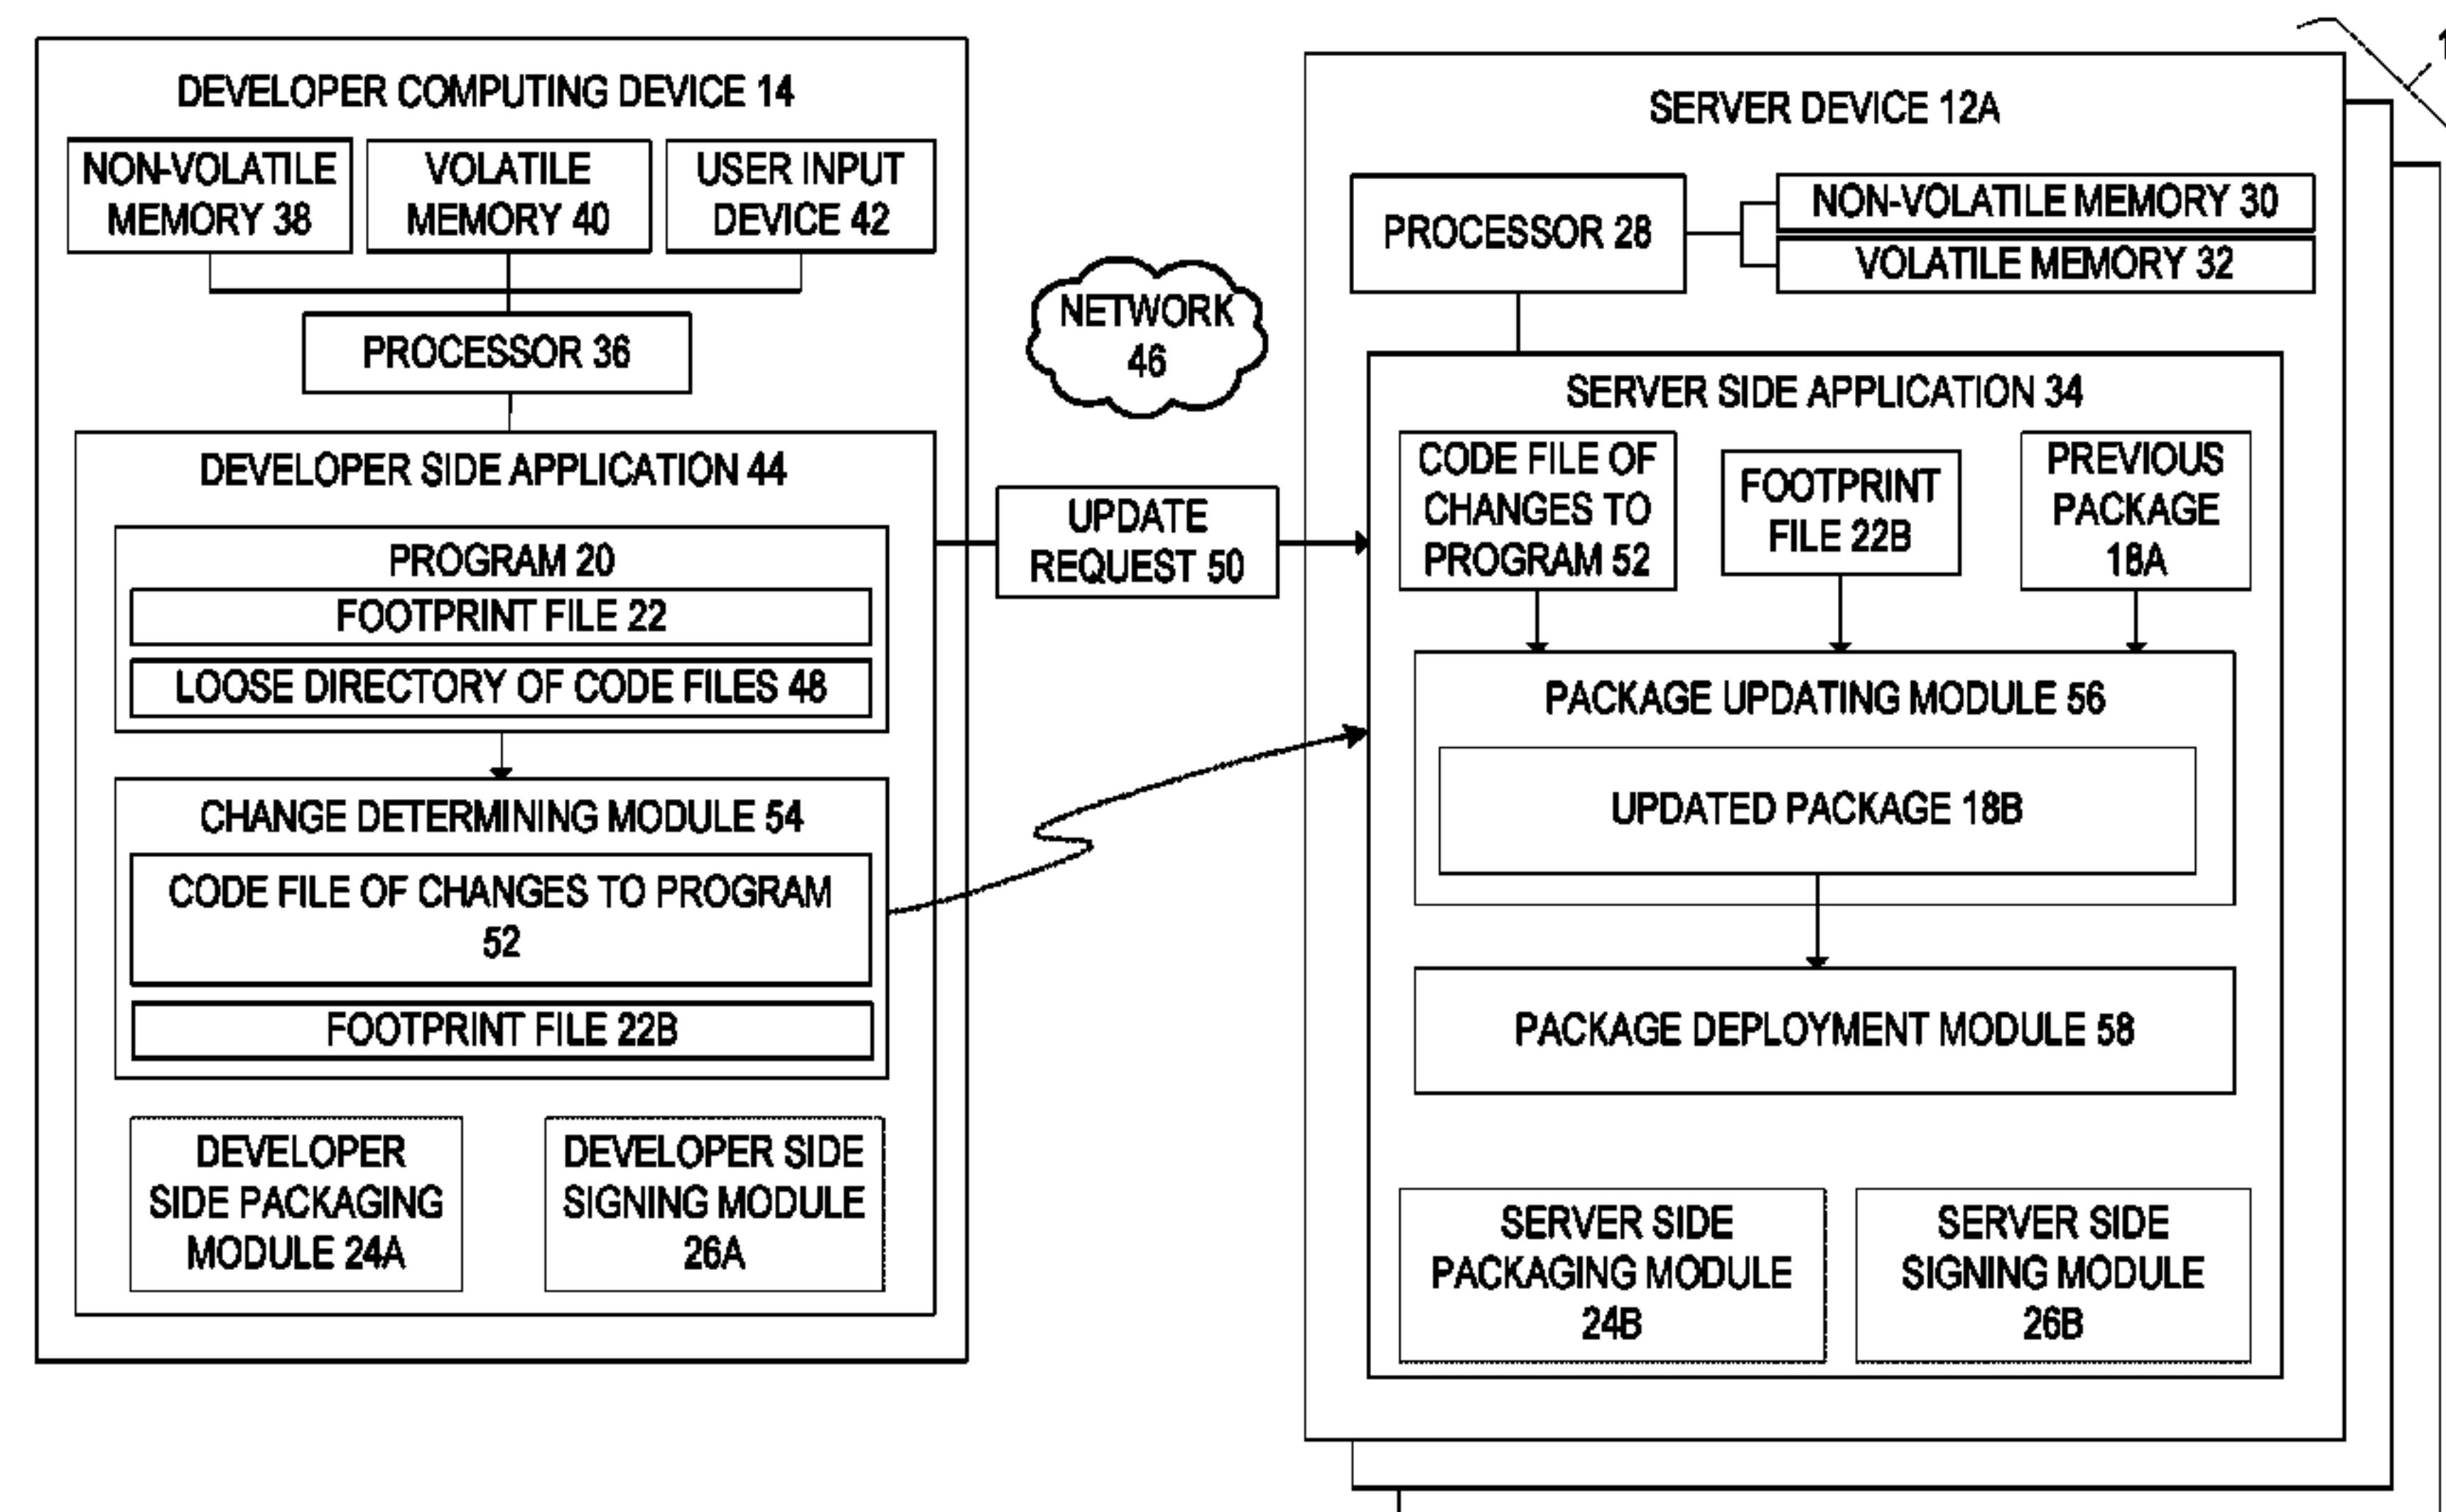 DEVELOPER COMPUTING DEVICE 14
NON-VOLATILE
MEMORY 38
VOLATILE
MEMORY 40
USER INPUT
DEVICE 42
PROCESSOR 36
DEVELOPER SIDE APPLICATION 44
PROGRAM 20
FOOTPRINT FILE 22
LOOSE DIRECTORY OF CODE FILES 48
CHANGE DETERMINING MODULE 54
CODE FILE OF CHANGES TO PROGRAM
52
FOOTPRINT FILE 22B
DEVELOPER
SIDE PACKAGING
MODULE 24A
DEVELOPER SIDE
SIGNING MODULE
26A
NETWORK
46
UPDATE
REQUEST 50
SERVER DEVICE 12A
PROCESSOR 28
NON-VOLATILE MEMORY 30
VOLATILE MEMORY 32
SERVER SIDE APPLICATION 34
CODE FILE OF
CHANGES TO
PROGRAM 52
FOOTPRINT
FILE 22B
PREVIOUS
PACKAGE
18A
PACKAGE UPDATING MODULE 56
UPDATED PACKAGE 18B
PACKAGE DEPLOYMENT MODULE 58
SERVER SIDE
PACKAGING MODULE
24B
SERVER SIDE
SIGNING MODULE
26B